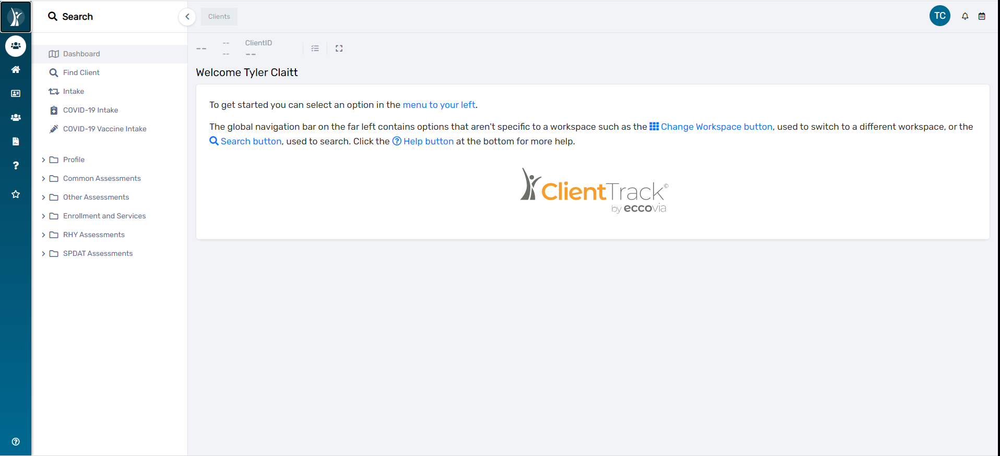 Search
Clients
TC
Dashboard
Find Client
Intake
COVID-19 Intake
COVID-19 Vaccine Intake
Profile
Common Assessments
Other Assessments
Enrollment and Services
RHY Assessments
SPDAT Assessments
-- -- ClientID
-- --
Welcome Tyler Claitt
To get started you can select an option in the menu to your left.
The global navigation bar on the far left contains options that aren't specific to a workspace such as the Change Workspace button, used to switch to a different workspace, or the
Search button, used to search. Click the Help button at the bottom for more help.
ClientTrack©
by eccovia